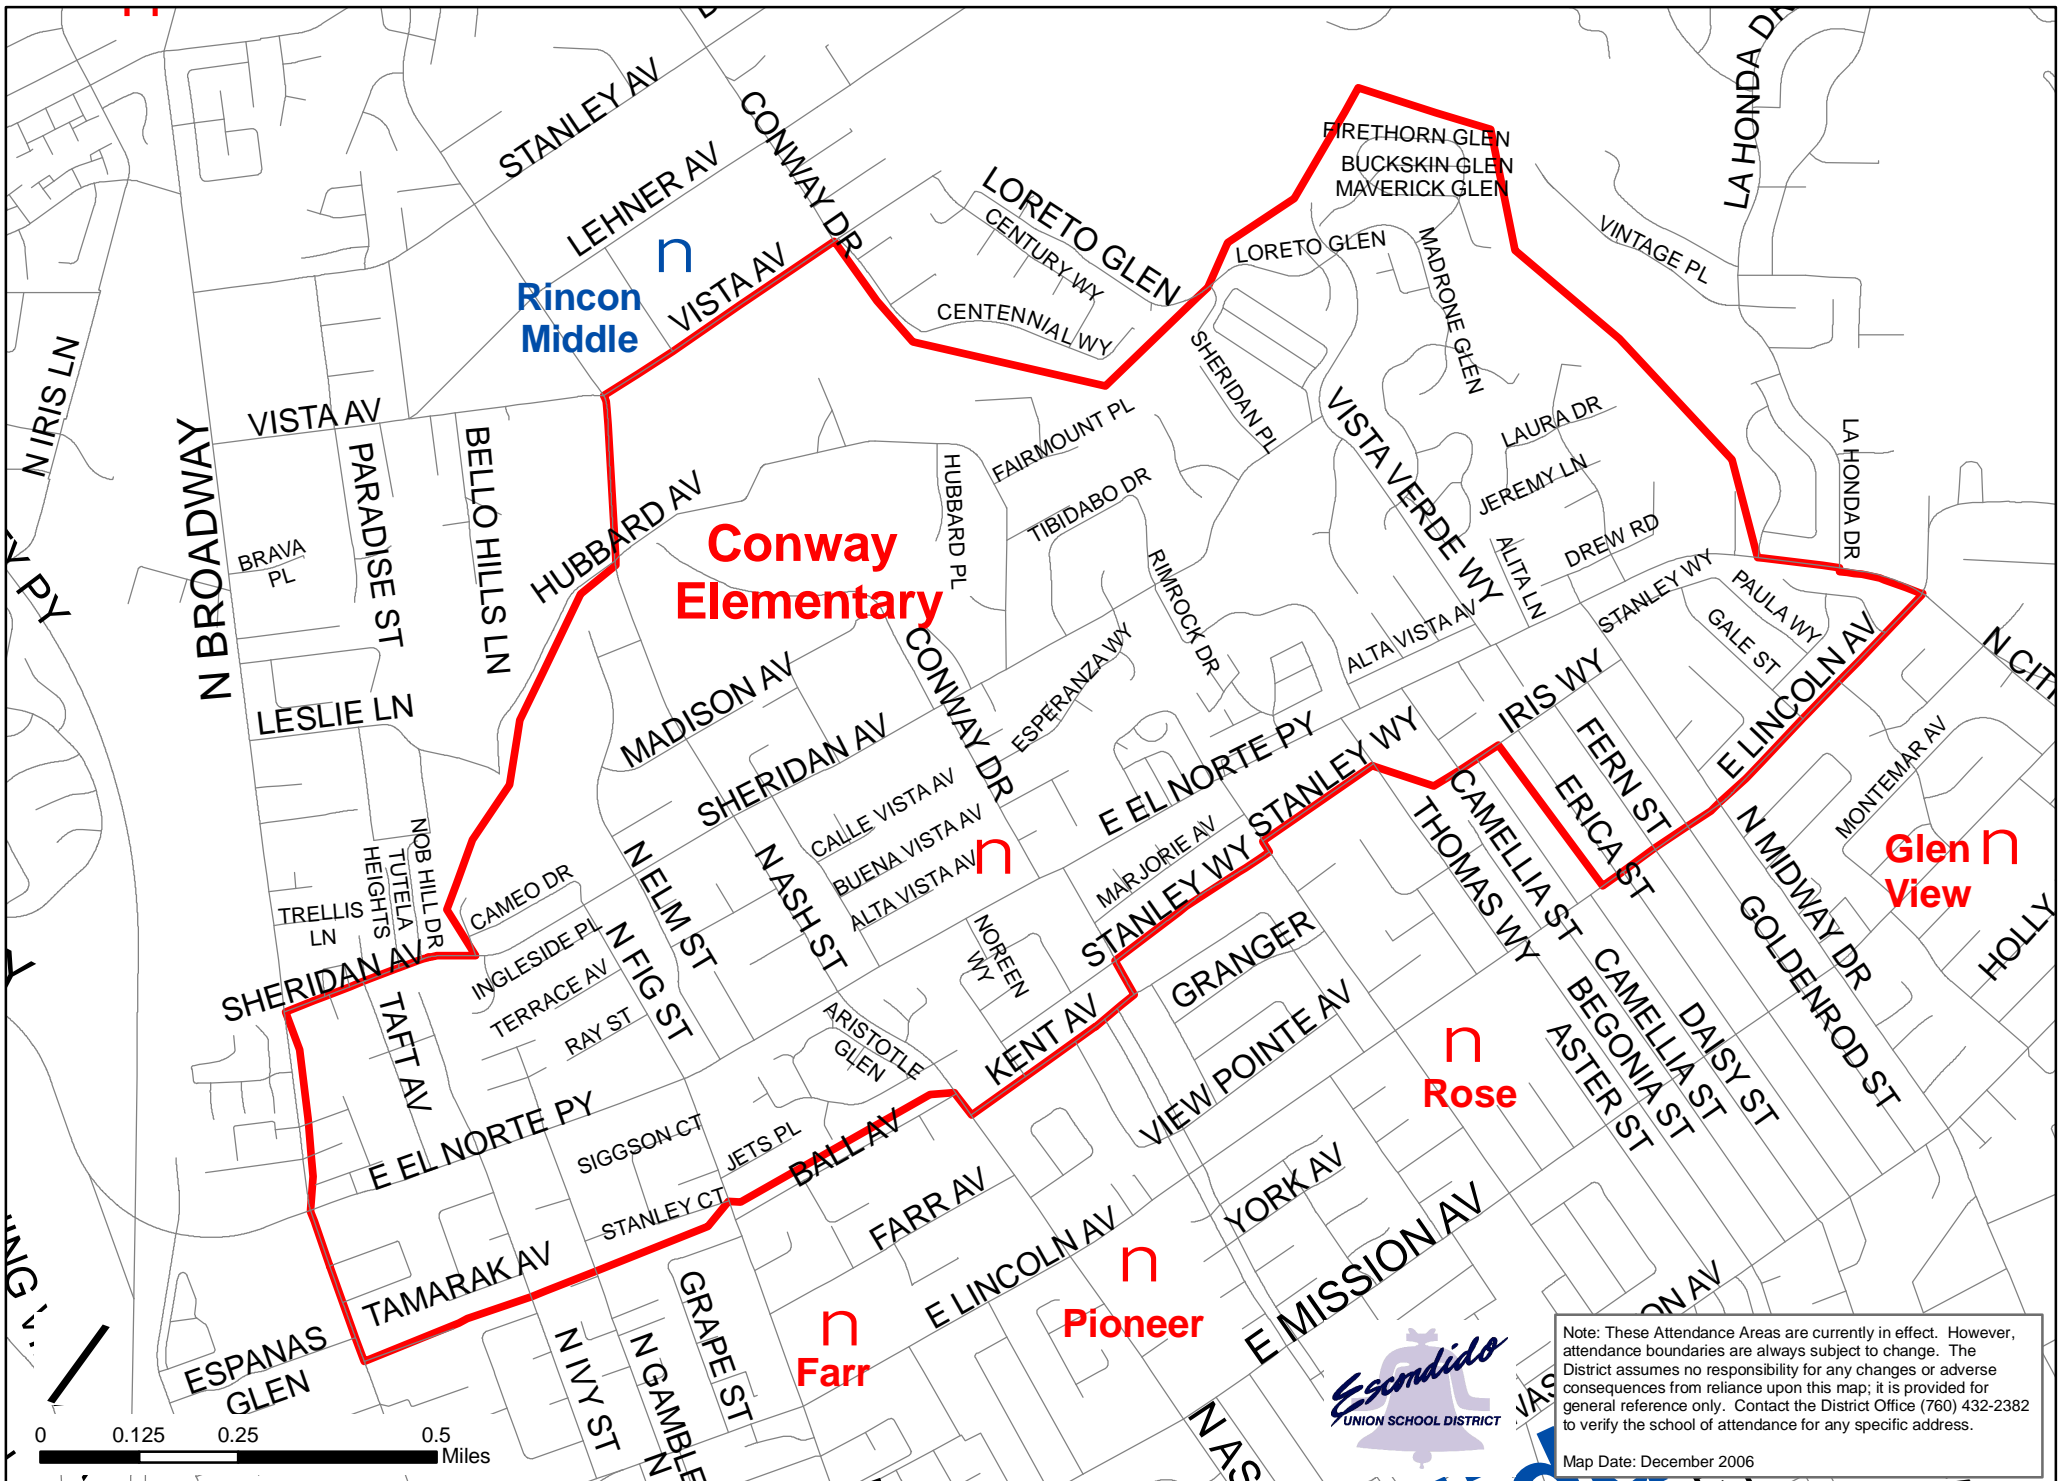 STANLEY AV
CONWAY DR
LA HONDA DR
LEHNER AV
FIRETHORN GLEN
BUCKSKIN GLEN
MAVERICK GLEN
LORETO GLEN
CENTURY WY
VINTAGE PL
LORETO GLEN
MADRONE GLEN
Rincon
Middle
VISTA AV
CENTENNIAL WY
SHERIDAN PL
N IRIS LN
VISTA AV
N BROADWAY
PARADISE ST
BELLO HILLS LN
HUBBARD AV
HUBBARD PL
FAIRMOUNT PL
TIBIDABO DR
VISTA VERDE WY
LAURA DR
JEREMY LN
LA HONDA DR
DREW RD
ALITA LN
BRAVA
PL
Conway
Elementary
RIMROCK DR
STANLEY WY
PAULA WY
GALE ST
ALTA VISTA AV
ESPERANZA WY
CONWAY DR
MADISON AV
LESLIE LN
IRIS WY
E LINCOLN AV
SHERIDAN AV
CALLE VISTA AV
BUENA VISTA AV
ALTA VISTA AV
E EL NORTE PY
STANLEY WY
FERN ST
ERICA ST
MONTEMAR AV
NOB HILL DR
TUTELA
HEIGHTS
TRELLIS
LN
CAMEO DR
INGLESIDE PL
TERRACE AV
RAY ST
N FIG ST
N ELM ST
N ASH ST
MARJORIE AV
STANLEY WY
THOMAS WY
CAMELLIA ST
N MIDWAY DR
Glen
View
HOLLY
SHERIDAN AV
TAFT AV
NOREEN
WY
GRANGER
GOLDENROD ST
CAMELLIA ST
BEGONIA ST
ASTER ST
DAISY ST
ARISTOTLE
GLEN
KENT AV
VIEW POINTE AV
Rose
E EL NORTE PY
SIGGSON CT
JETS PL
BALL AV
STANLEY CT
FARR AV
YORK AV
TAMARAK AV
E LINCOLN AV
E MISSION AV
ESPANAS
GLEN
N IVY ST
N GAMBLE
GRAPE ST
Farr
Pioneer
N AS
Escondido
UNION SCHOOL DISTRICT
Note: These Attendance Areas are currently in effect. However,
attendance boundaries are always subject to change. The
District assumes no responsibility for any changes or adverse
consequences from reliance upon this map; it is provided for
general reference only. Contact the District Office (760) 432-2382
to verify the school of attendance for any specific address.
Map Date: December 2006
0 0.125 0.25 0.5
Miles